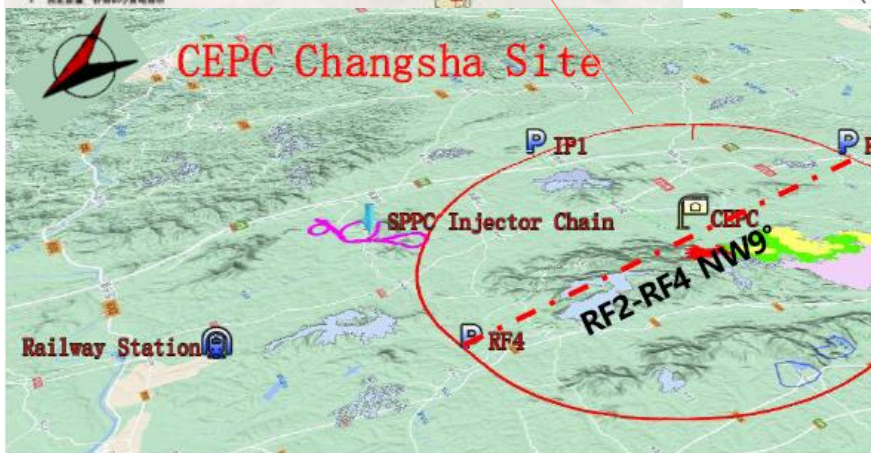 CEPC Changsha Site
IP1
SPPC Injector Chain
CEPC
RF2-RF4 NW9°
RF4
Railway Station